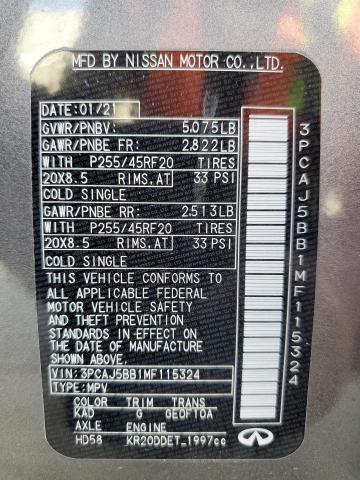 MFD BY NISSAN MOTOR CO.,LTD.
DATE:01/21
GVWR/PNBV: 5,075LB
GAWR/PNBE FR: 2,822LB
WITH P255/45RF20 TIRES
20X8.5 RIMS.AT 33 PSI
COLD SINGLE
GAWR/PNBE RR: 2,513LB
WITH P255/45RF20 TIRES
20X8.5 RIMS.AT 33 PSI
COLD SINGLE
THIS VEHICLE CONFORMS TO
ALL APPLICABLE FEDERAL
MOTOR VEHICLE SAFETY
AND THEFT PREVENTION
STANDARDS IN-EFFECT ON
THE DATE OF MANUFACTURE
SHOWN ABOVE.
VIN:3PCAJ5BB1MF115324
TYPE:MPV
COLOR TRIM TRANS
KAD G GE0F10A
AXLE ENGINE
HD58 KR20DDET_1997cc
3PCAJ5BB1MF115324